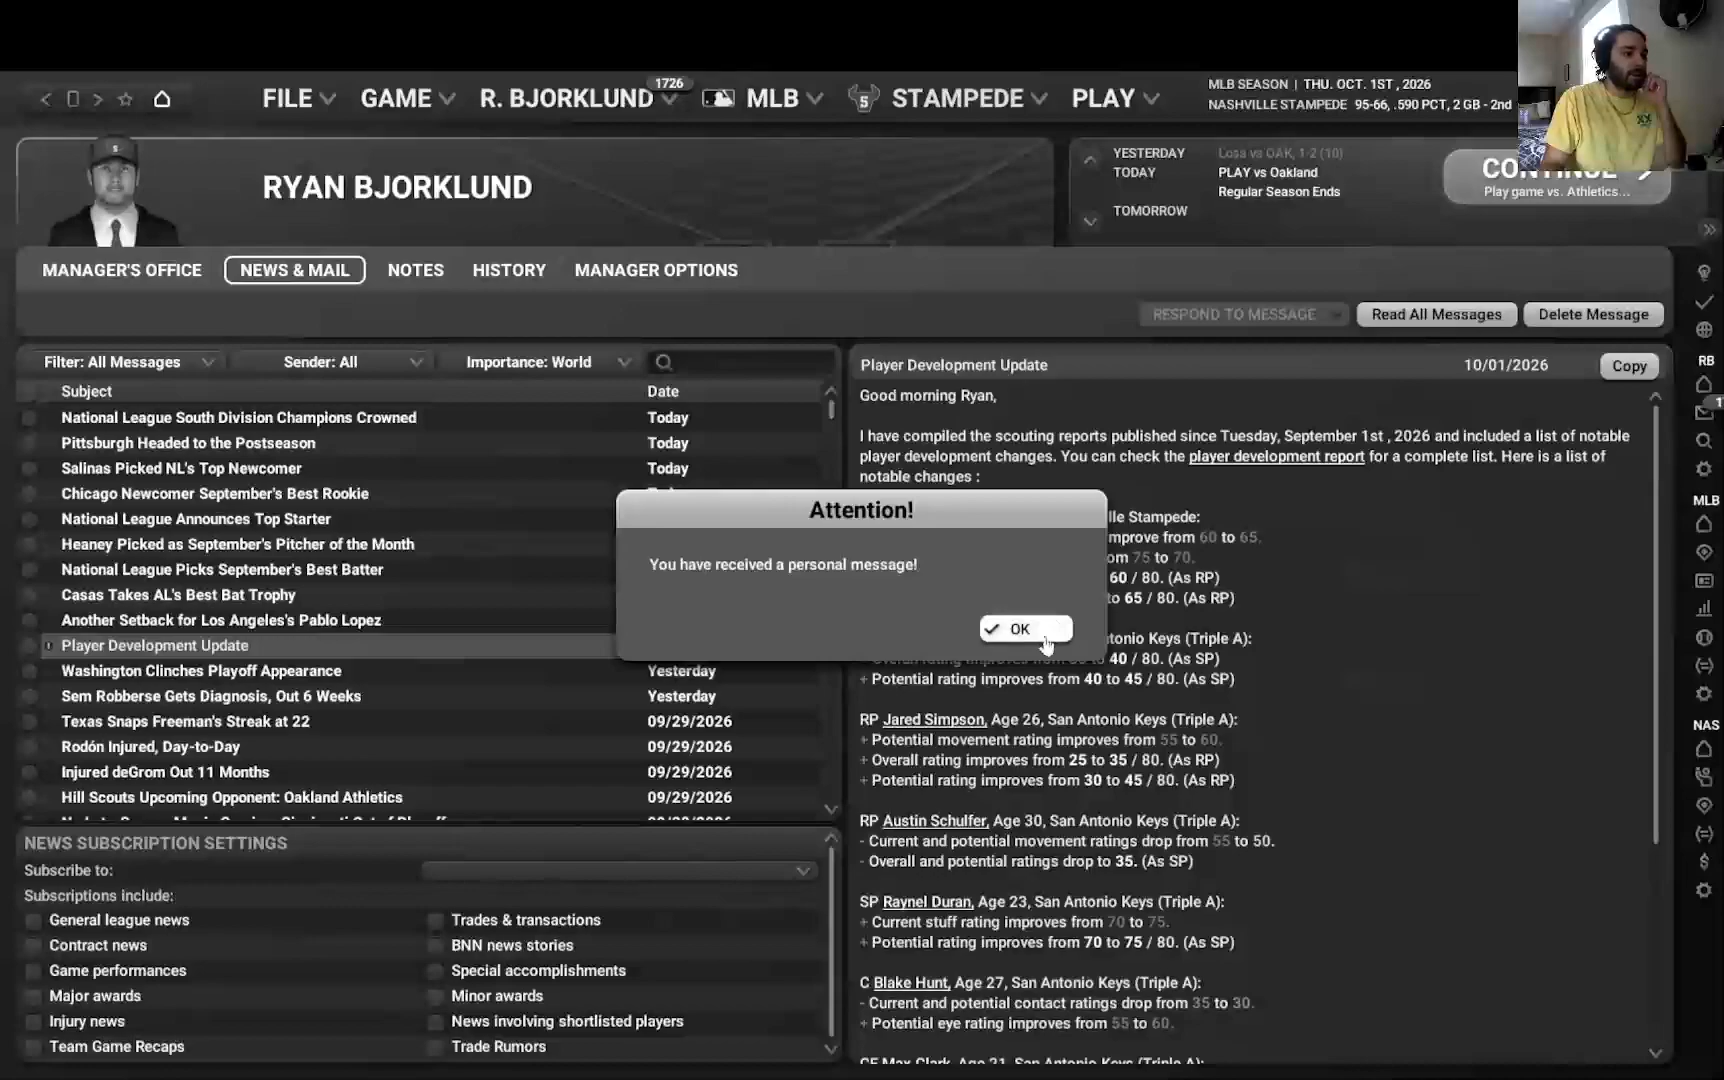 1726
FILE GAME R. BJORKLUND MLB STAMPEDE PLAY
MLB SEASON | THU. OCT. 1ST , 2026
NASHVILLE STAMPEDE 95-66, .590 PCT, 2 GB - 2nd
RYAN BJORKLUND
YESTERDAY Loss vs OAK, 1-2 (10)
TODAY PLAY vs Oakland
Regular Season Ends
TOMORROW
CONTINUE
Play game vs. Athletics...
MANAGER'S OFFICE NEWS & MAIL NOTES HISTORY MANAGER OPTIONS
RESPOND TO MESSAGE Read All Messages Delete Message
Filter: All Messages Sender: All Importance: World
Subject Date
National League South Division Champions Crowned Today
Pittsburgh Headed to the Postseason Today
Salinas Picked NL's Top Newcomer Today
Chicago Newcomer September's Best Rookie
National League Announces Top Starter
Heaney Picked as September's Pitcher of the Month
National League Picks September's Best Batter
Casas Takes AL's Best Bat Trophy
Another Setback for Los Angeles's Pablo Lopez
Player Development Update
Washington Clinches Playoff Appearance Yesterday
Sem Robberse Gets Diagnosis, Out 6 Weeks Yesterday
Texas Snaps Freeman's Streak at 22 09/29/2026
Rodón Injured, Day-to-Day 09/29/2026
Injured deGrom Out 11 Months 09/29/2026
Hill Scouts Upcoming Opponent: Oakland Athletics 09/29/2026
NEWS SUBSCRIPTION SETTINGS
Subscribe to:
Subscriptions include:
General league news Trades & transactions
Contract news BNN news stories
Game performances Special accomplishments
Major awards Minor awards
Injury news News involving shortlisted players
Team Game Recaps Trade Rumors
Player Development Update 10/01/2026 Copy
Good morning Ryan,
I have compiled the scouting reports published since Tuesday, September 1st , 2026 and included a list of notable
player development changes. You can check the player development report for a complete list. Here is a list of
notable changes :
lle Stampede:
mprove from 60 to 65.
om 75 to 70.
60 / 80. (As RP)
to 65 / 80. (As RP)
tonio Keys (Triple A):
40 / 80. (As SP)
+ Potential rating improves from 40 to 45 / 80. (As SP)
RP Jared Simpson, Age 26, San Antonio Keys (Triple A):
+ Potential movement rating improves from 55 to 60.
+ Overall rating improves from 25 to 35 / 80. (As RP)
+ Potential rating improves from 30 to 45 / 80. (As RP)
RP Austin Schulfer, Age 30, San Antonio Keys (Triple A):
- Current and potential movement ratings drop from 55 to 50.
- Overall and potential ratings drop to 35. (As SP)
SP Raynel Duran, Age 23, San Antonio Keys (Triple A):
+ Current stuff rating improves from 70 to 75.
+ Potential rating improves from 70 to 75 / 80. (As SP)
C Blake Hunt, Age 27, San Antonio Keys (Triple A):
- Current and potential contact ratings drop from 35 to 30.
+ Potential eye rating improves from 55 to 60.
CF Max Clark, Age 21, San Antonio Keys (Triple A):
Attention!
You have received a personal message!
OK
RB
MLB
NAS